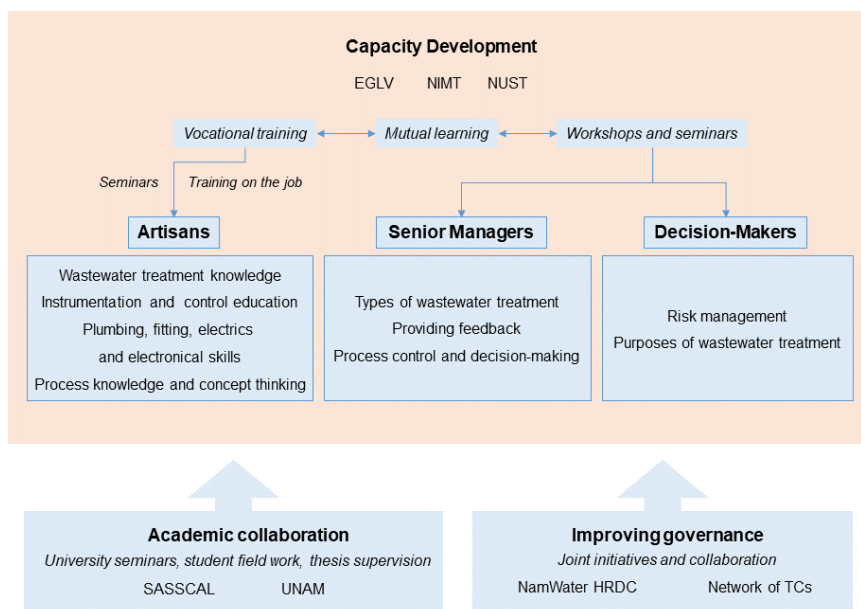 Capacity Development
EGLV NIMT NUST
Vocational training Mutual learning Workshops and seminars
Seminars Training on the job
Artisans
Wastewater treatment knowledge
Instrumentation and control education
Plumbing, fitting, electrics
and electronical skills
Process knowledge and concept thinking
Senior Managers
Types of wastewater treatment
Providing feedback
Process control and decision-making
Decision-Makers
Risk management
Purposes of wastewater treatment
Academic collaboration
University seminars, student field work, thesis supervision
SASSCAL UNAM
Improving governance
Joint initiatives and collaboration
NamWater HRDC Network of TCs